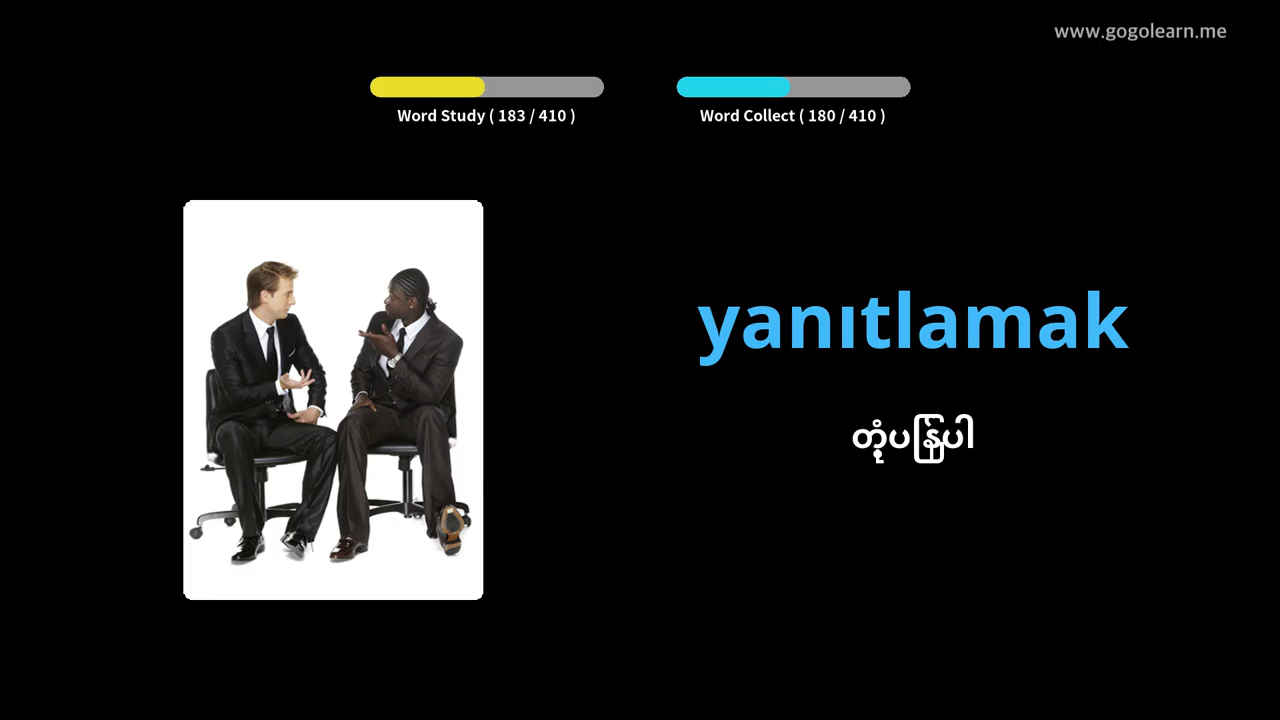 www.gogolearn.me
Word Study ( 183 / 410 )
Word Collect ( 180 / 410 )
yanıtlamak
တုံ့ပြန်ပါ